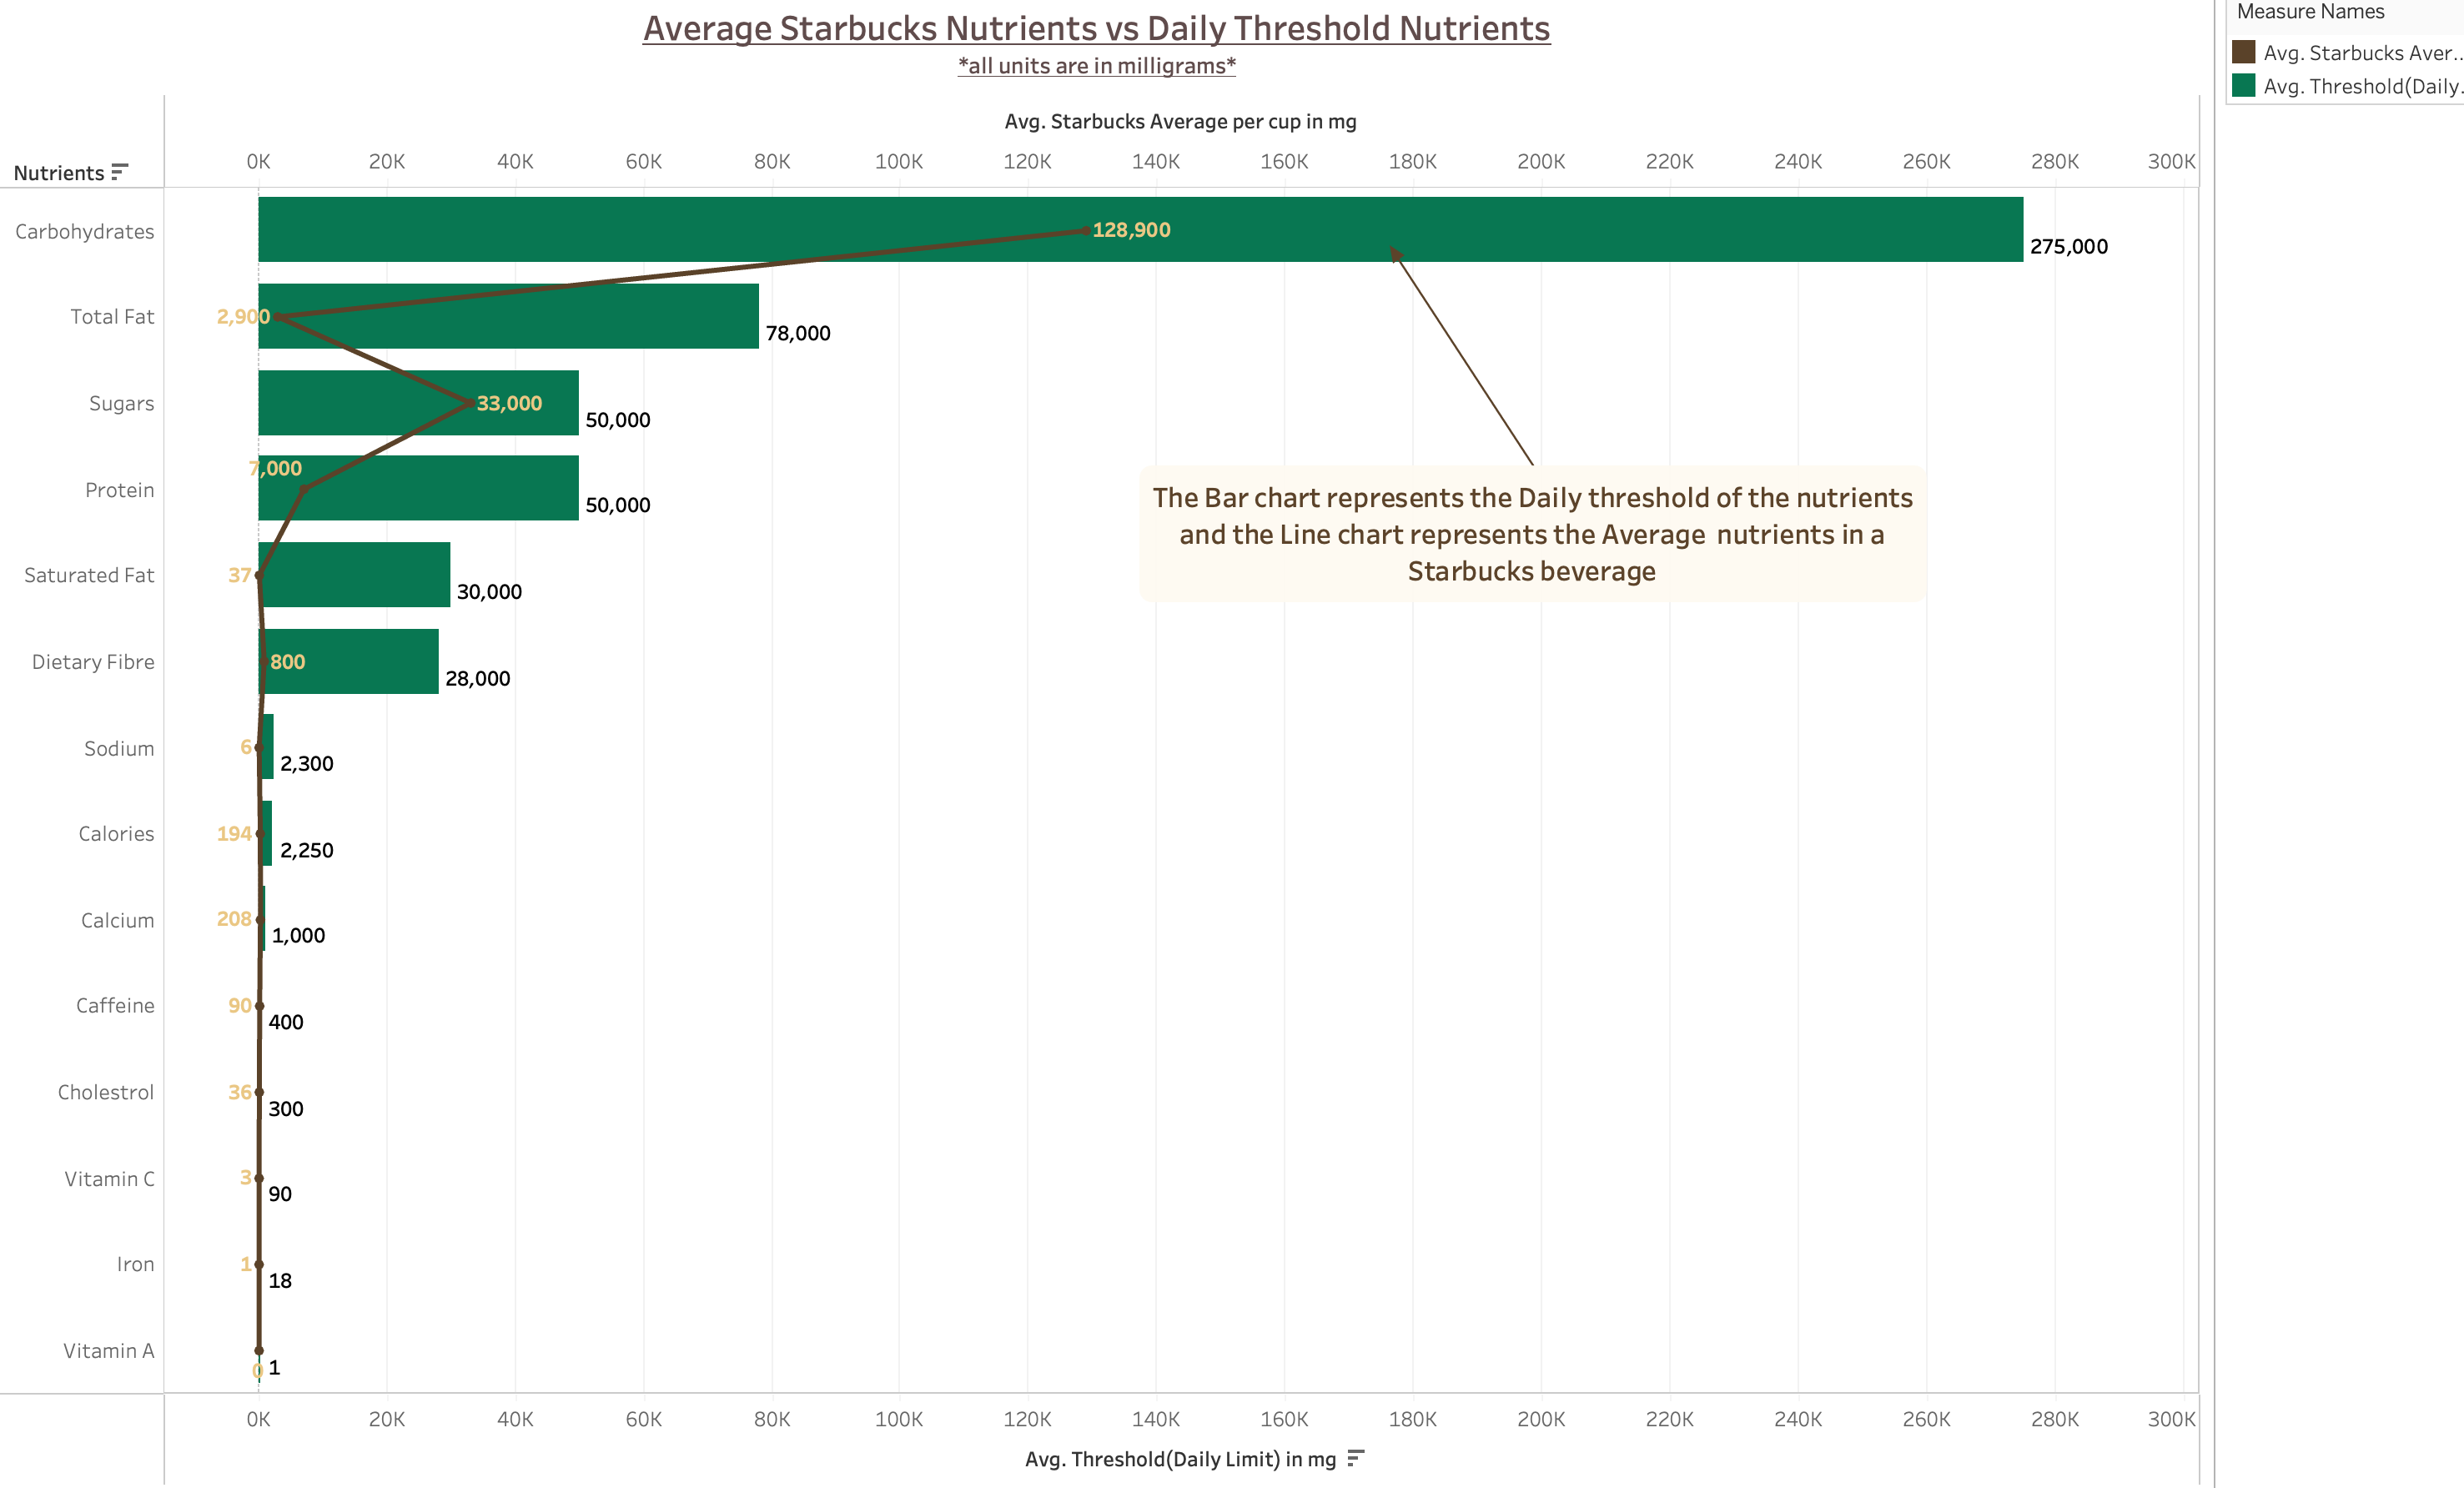 Average Starbucks Nutrients vs Daily Threshold Nutrients
*all units are in milligrams*
Measure Names
Avg. Starbucks Aver..
Avg. Threshold(Daily.
Avg. Starbucks Average per cup in mg
Nutrients
0K 20K 40K 60K 80K 100K 120K 140K 160K 180K 200K 220K 240K 260K 280K 300K
Carbohydrates 128,900 275,000
Total Fat 2,900 78,000
Sugars 33,000 50,000
Protein 7,000 50,000
The Bar chart represents the Daily threshold of the nutrients
and the Line chart represents the Average nutrients in a
Starbucks beverage
Saturated Fat 37 30,000
Dietary Fibre 800 28,000
Sodium 6 2,300
Calories 194 2,250
Calcium 208 1,000
Caffeine 90 400
Cholestrol 36 300
Vitamin C 3 90
Iron 1 18
Vitamin A 0 1
0K 20K 40K 60K 80K 100K 120K 140K 160K 180K 200K 220K 240K 260K 280K 300K
Avg. Threshold(Daily Limit) in mg